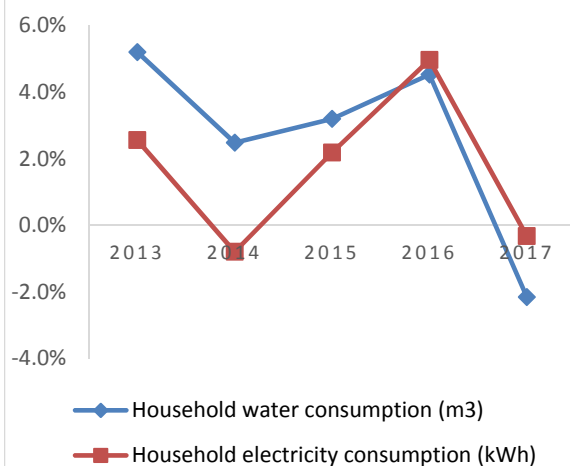 6.0%
4.0%
2.0%
0.0%
2013 2014 2015 2016 2017
-2.0%
-4.0%
Household water consumption (m3)
Household electricity consumption (kWh)